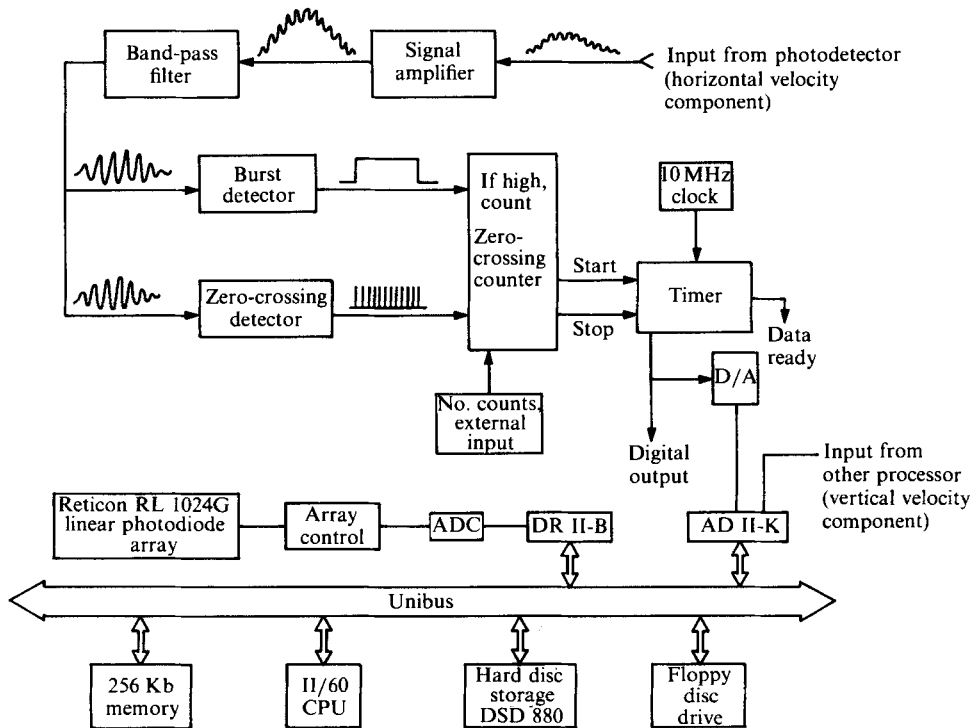 Band-pass
filter
Signal
amplifier
Input from photodetector
(horizontal velocity
component)
Burst
detector
If high,
count
Zero-
crossing
counter
10 MHz
clock
Zero-crossing
detector
Start
Stop
Timer
Data
ready
D/A
No. counts,
external
input
Digital
output
Input from
other processor
(vertical velocity
component)
Reticon RL 1024G
linear photodiode
array
Array
control
ADC
DR II-B
AD II-K
Unibus
256 Kb
memory
II/60
CPU
Hard disc
storage
DSD 880
Floppy
disc
drive